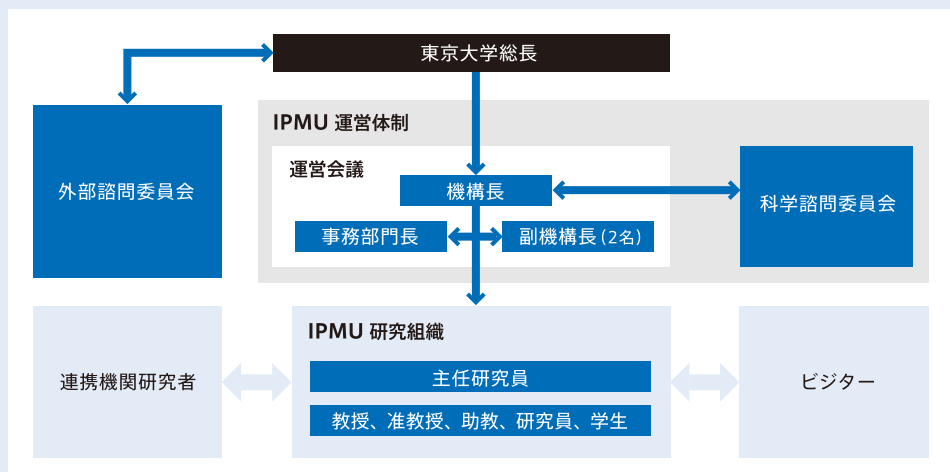 東京大学総長
外部諮問委員会
IPMU 運営体制
運営会議
機構長
事務部門長
副機構長(2名)
科学諮問委員会
連携機関研究者
IPMU 研究組織
主任研究員
教授、准教授、助教、研究員、学生
ビジター